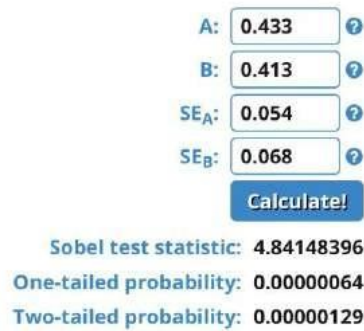 A: 0.433 ?
B: 0.413 ?
SEA: 0.054 ?
SEB: 0.068 ?
Calculate!
Sobel test statistic: 4.84148396
One-tailed probability: 0.00000064
Two-tailed probability: 0.00000129